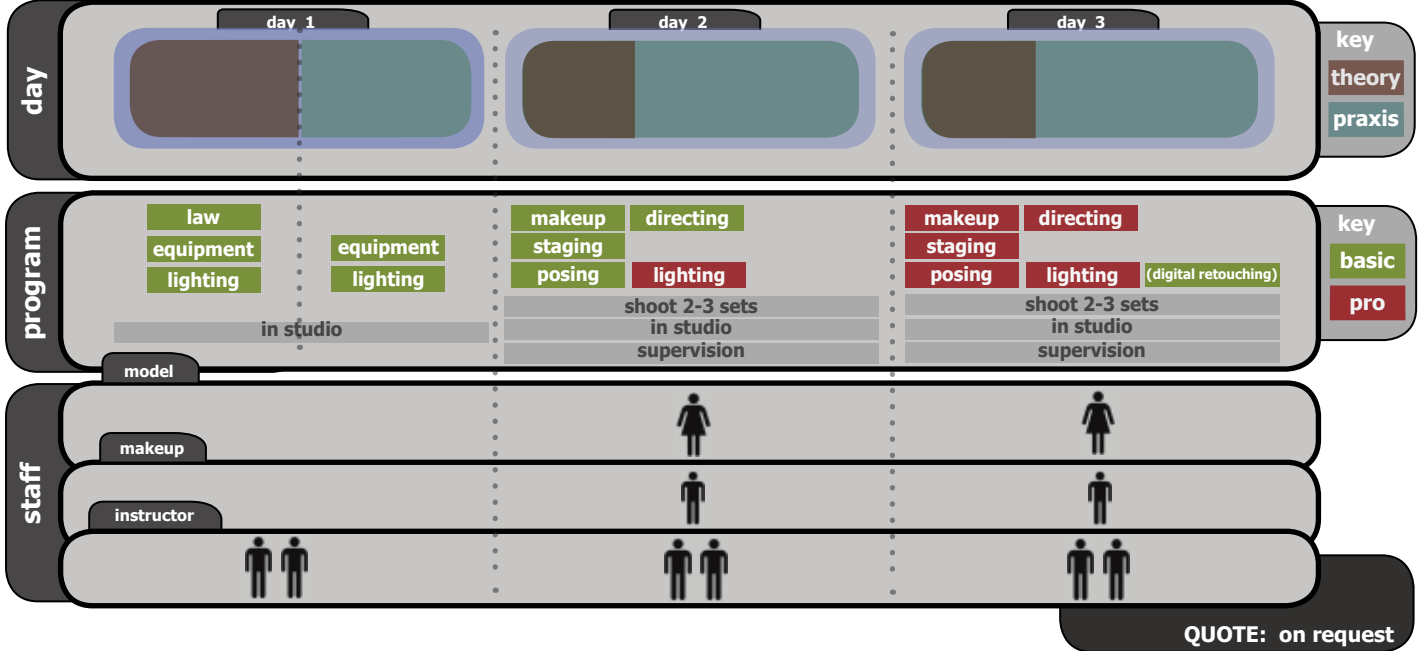 day 1
day 2
day 3
day
key
theory
praxis
program
law
equipment
lighting
equipment
lighting
in studio
makeup
directing
staging
posing
lighting
shoot 2-3 sets
in studio
supervision
makeup
directing
staging
posing
lighting
(digital retouching)
shoot 2-3 sets
in studio
supervision
key
basic
pro
staff
model
makeup
instructor
QUOTE: on request